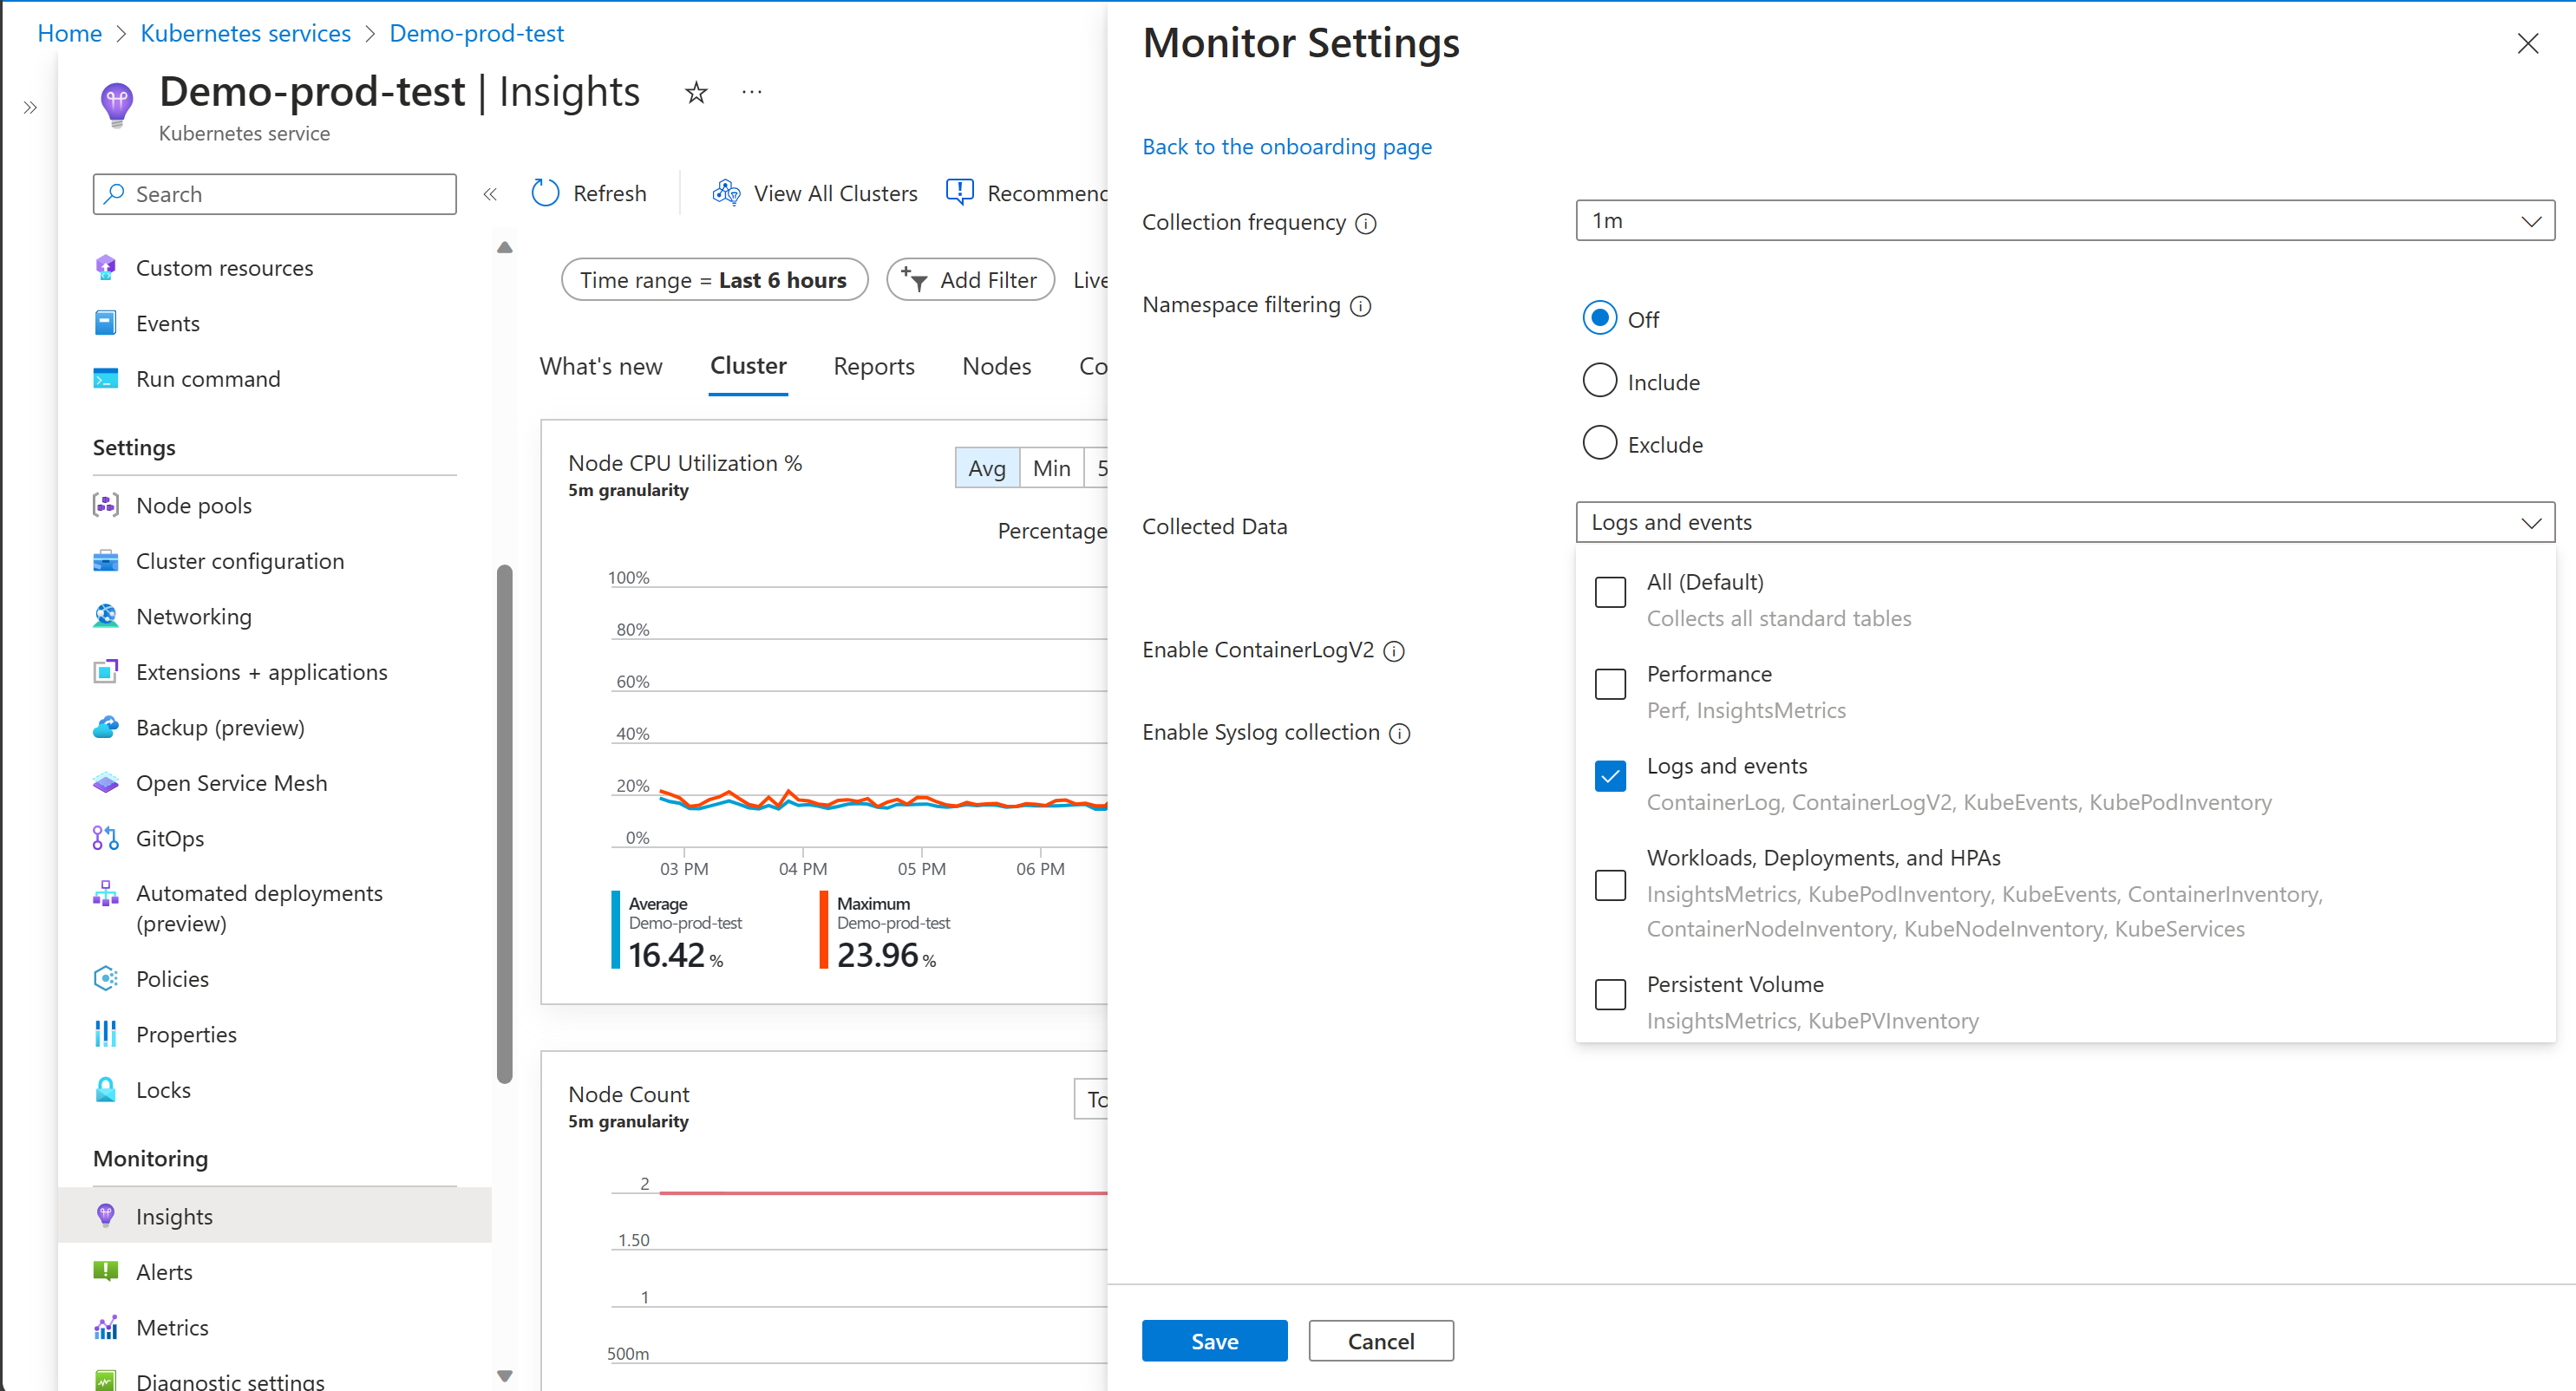 Home > Kubernetes services > Demo-prod-test
Demo-prod-test | Insights
Kubernetes service
Search
Custom resources
Events
Run command
Settings
Node pools
Cluster configuration
Networking
Extensions + applications
Backup (preview)
Open Service Mesh
GitOps
Automated deployments
(preview)
Policies
Properties
Locks
Monitoring
Insights
Alerts
Metrics
Diagnostic settings
Refresh
View All Clusters
Recommenc
Time range = Last 6 hours
Add Filter
Live
What's new
Cluster
Reports
Nodes
Co
Node CPU Utilization %
5m granularity
Avg
Min
5
Percentage
100%
80%
60%
40%
20%
0%
03 PM
04 PM
05 PM
06 PM
Average
Demo-prod-test
16.42 %
Maximum
Demo-prod-test
23.96 %
Node Count
5m granularity
To
2
1.50
1
500m
Monitor Settings
Back to the onboarding page
Collection frequency
1m
Namespace filtering
Off
Include
Exclude
Collected Data
Logs and events
All (Default)
Collects all standard tables
Performance
Perf, InsightsMetrics
Logs and events
ContainerLog, ContainerLogV2, KubeEvents, KubePodInventory
Workloads, Deployments, and HPAs
InsightsMetrics, KubePodInventory, KubeEvents, ContainerInventory,
ContainerNodeInventory, KubeNodeInventory, KubeServices
Persistent Volume
InsightsMetrics, KubePVInventory
Enable ContainerLogV2
Enable Syslog collection
Save
Cancel